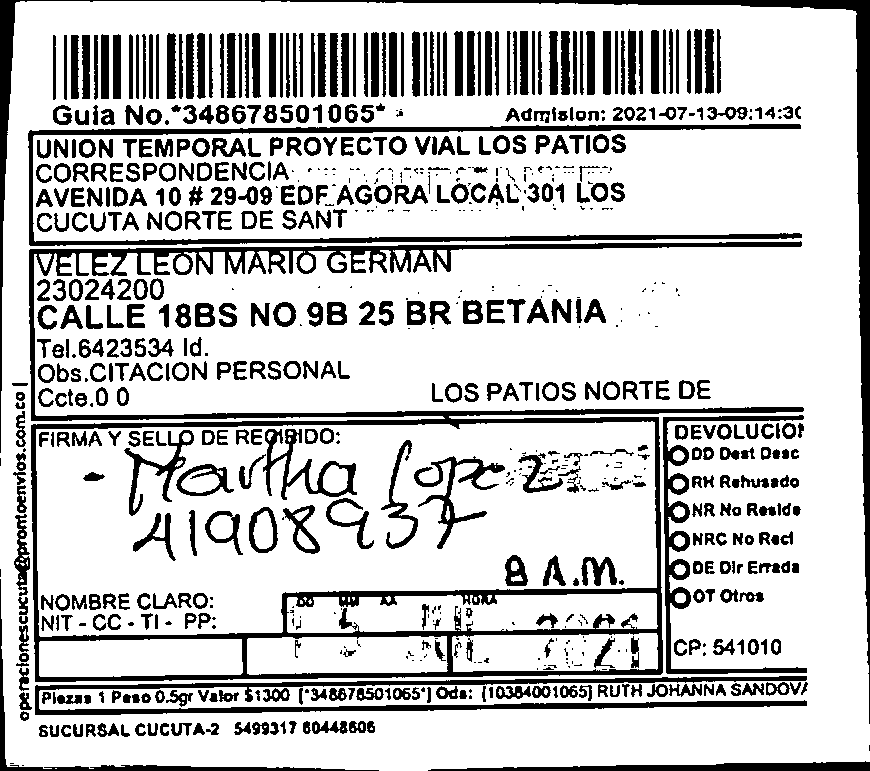 Guia No.*348678501065*
Admision: 2021-07-13-09:14:30
UNION TEMPORAL PROYECTO VIAL LOS PATIOS
CORRESPONDENCIA
AVENIDA 10 # 29-09 EDF AGORA LOCAL 301 LOS
CUCUTA NORTE DE SANT
VELEZ LEON MARIO GERMAN
23024200
CALLE 18BS NO 9B 25 BR BETANIA
Tel.6423534 Id.
Obs.CITACION PERSONAL
Ccte.0 0
LOS PATIOS NORTE DE
operacionescucuta@prontoenvios.com.co |
FIRMA Y SELLO DE RECIBIDO:
- Martha Lopez
41908937
8 A.M.
NOMBRE CLARO:
NIT - CC - TI - PP:
DD MM AA HORA
15 JUL 2021
DEVOLUCION
DD Dest Desc
RH Rehusado
NR No Reside
NRC No Recl
DE Dir Errada
OT Otros
CP: 541010
Piezas 1 Peso 0.5gr Valor $1300 [*348678501065*] Ods: [10384001065] RUTH JOHANNA SANDOVA
SUCURSAL CUCUTA-2 5499317 60448606